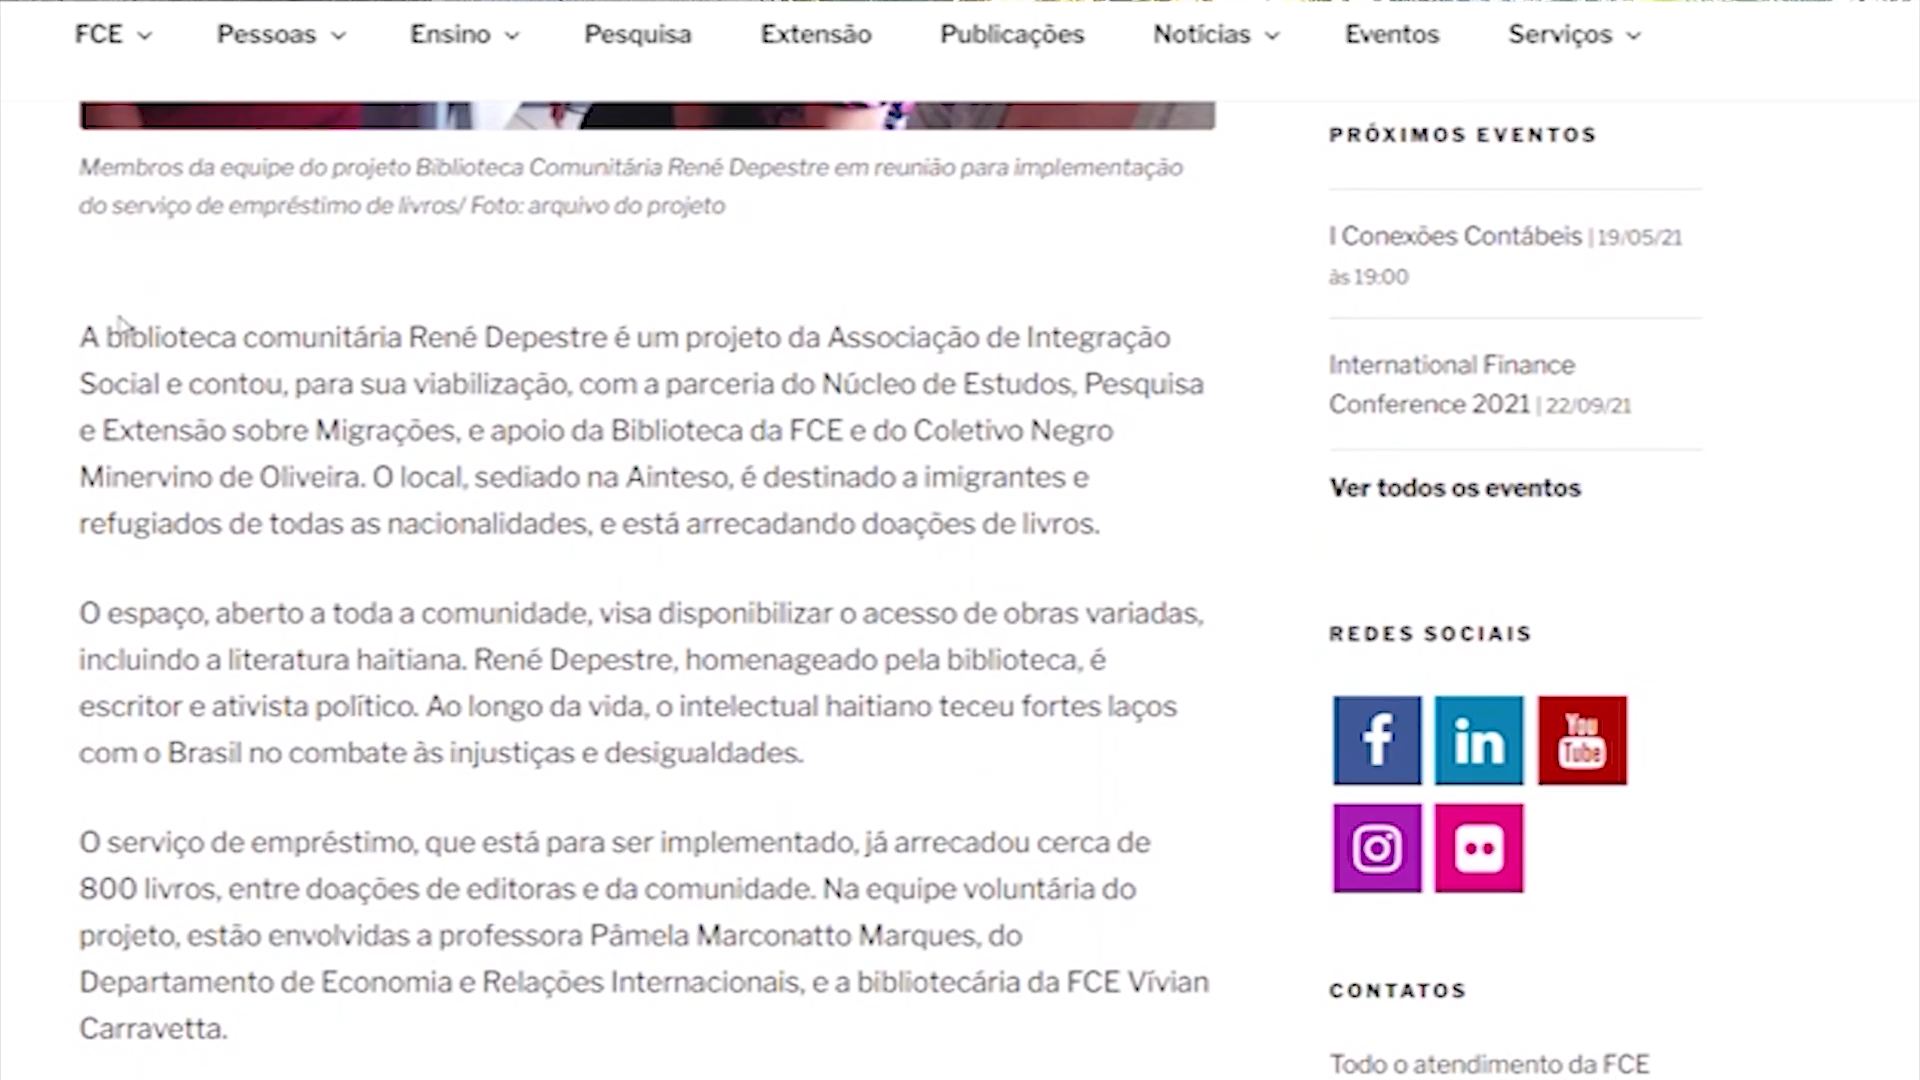 FCE Pessoas Ensino Pesquisa Extensão Publicações Notícias Eventos Serviços
Membros da equipe do projeto Biblioteca Comunitária René Depestre em reunião para implementação
do serviço de empréstimo de livros/ Foto: arquivo do projeto
A biblioteca comunitária René Depestre é um projeto da Associação de Integração
Social e contou, para sua viabilização, com a parceria do Núcleo de Estudos, Pesquisa
e Extensão sobre Migrações, e apoio da Biblioteca da FCE e do Coletivo Negro
Minervino de Oliveira. O local, sediado na Ainteso, é destinado a imigrantes e
refugiados de todas as nacionalidades, e está arrecadando doações de livros.
O espaço, aberto a toda a comunidade, visa disponibilizar o acesso de obras variadas,
incluindo a literatura haitiana. René Depestre, homenageado pela biblioteca, é
escritor e ativista político. Ao longo da vida, o intelectual haitiano teceu fortes laços
com o Brasil no combate às injustiças e desigualdades.
O serviço de empréstimo, que está para ser implementado, já arrecadou cerca de
800 livros, entre doações de editoras e da comunidade. Na equipe voluntária do
projeto, estão envolvidas a professora Pâmela Marconatto Marques, do
Departamento de Economia e Relações Internacionais, e a bibliotecária da FCE Vívian
Carravetta.
PRÓXIMOS EVENTOS
I Conexões Contábeis | 19/05/21
às 19:00
International Finance
Conference 2021 | 22/09/21
Ver todos os eventos
REDES SOCIAIS
f in You
Tube
CONTATOS
Todo o atendimento da FCE